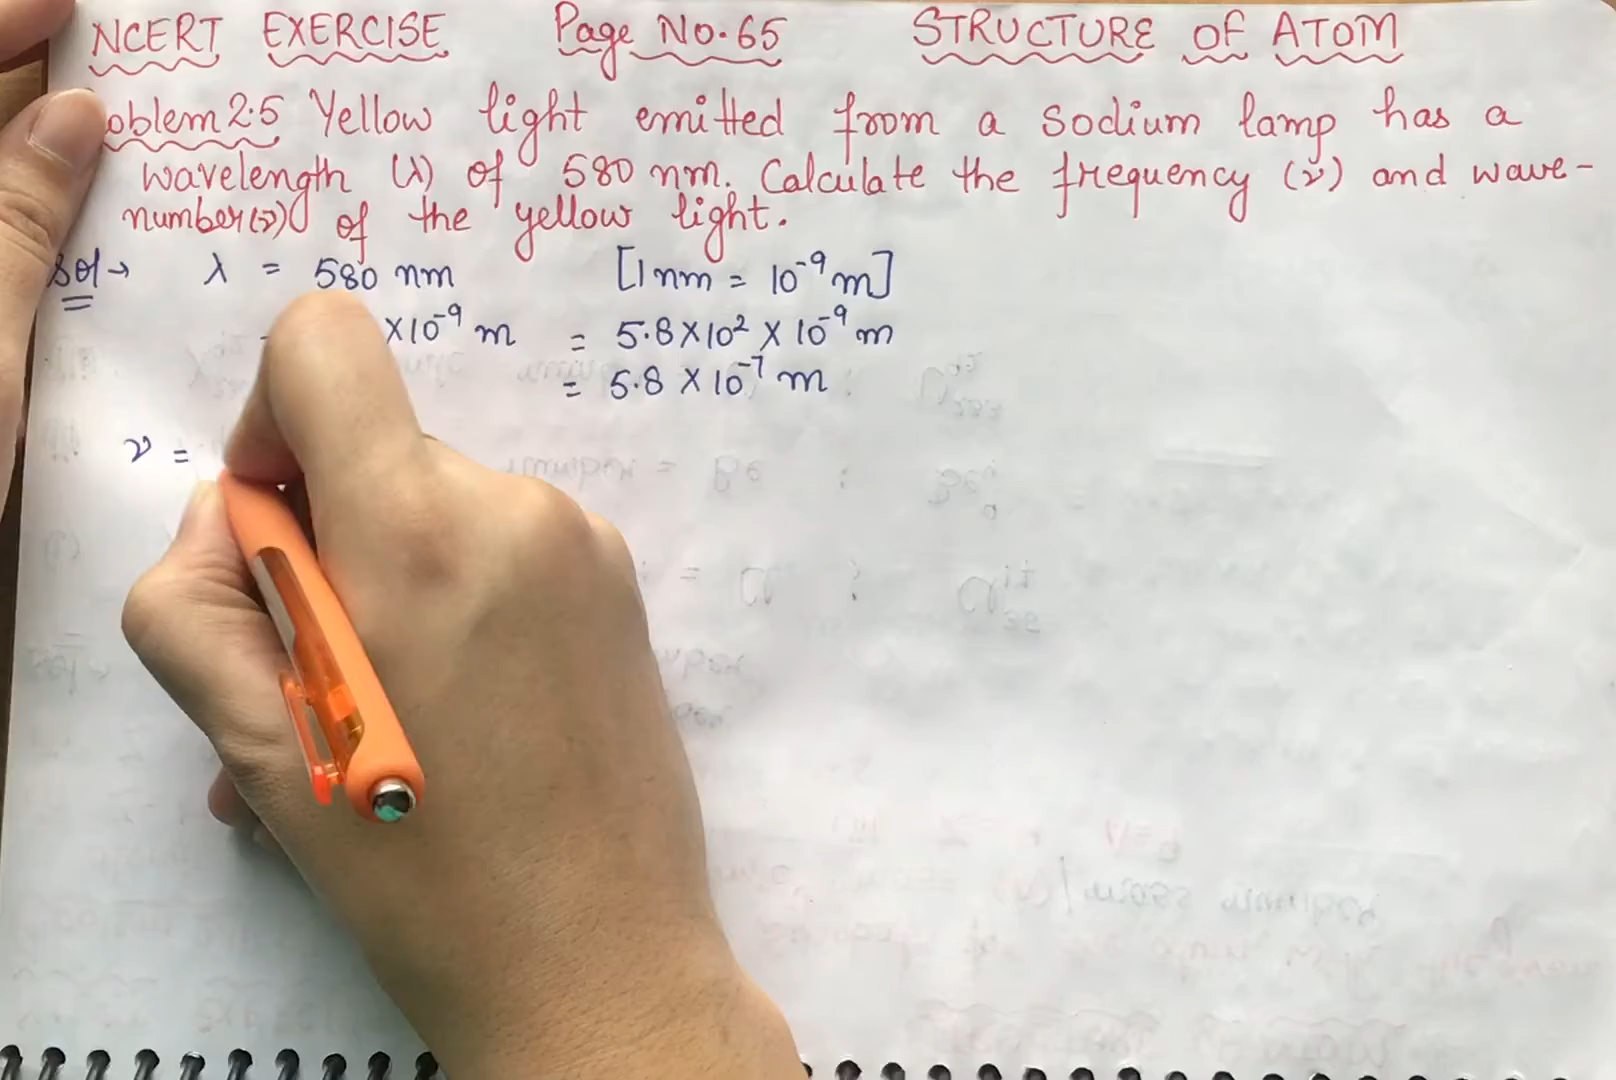 NCERT EXERCISE Page No. 65 STRUCTURE OF ATOM
oblem 2.5 Yellow light emitted from a sodium lamp has a
wavelength (λ) of 580 nm. Calculate the frequency (ν) and wave-
number (ν̄) of the yellow light.
Sol → λ = 580 nm [1 nm = 10⁻⁹ m]
×10⁻⁹ m = 5.8 × 10² × 10⁻⁹ m
= 5.8 × 10⁻⁷ m
ν =